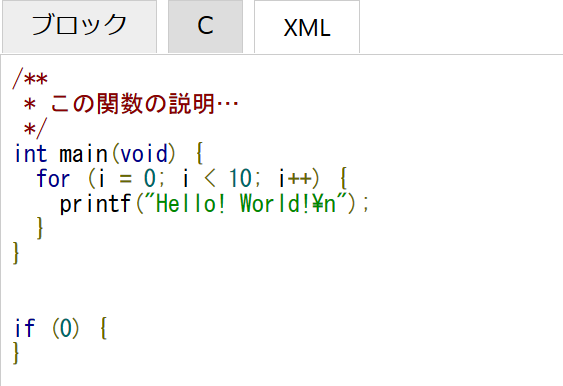 ブロック C XML
/**
 * この関数の説明…
 */
int main(void) {
  for (i = 0; i < 10; i++) {
    printf("Hello! World!¥n");
  }
}
if (0) {
}